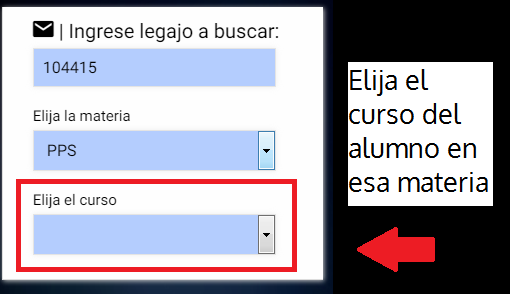 | Ingrese legajo a buscar:
104415
Elija la materia
PPS
Elija el curso
Elija el
curso del
alumno en
esa materia